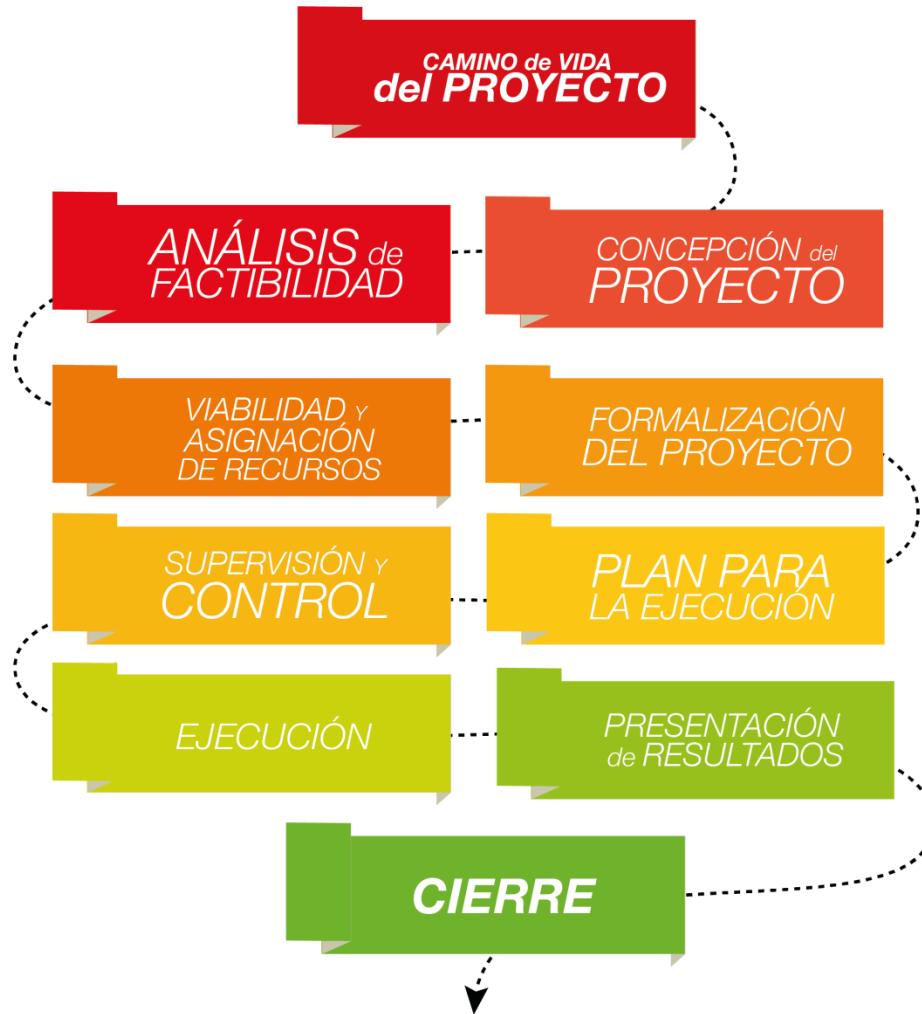 CAMINO de VIDA
del PROYECTO
CONCEPCIÓN del
PROYECTO
ANÁLISIS de
FACTIBILIDAD
VIABILIDAD Y
ASIGNACIÓN
DE RECURSOS
FORMALIZACIÓN
DEL PROYECTO
PLAN PARA
LA EJECUCIÓN
SUPERVISIÓN Y
CONTROL
EJECUCIÓN
PRESENTACIÓN
de RESULTADOS
CIERRE